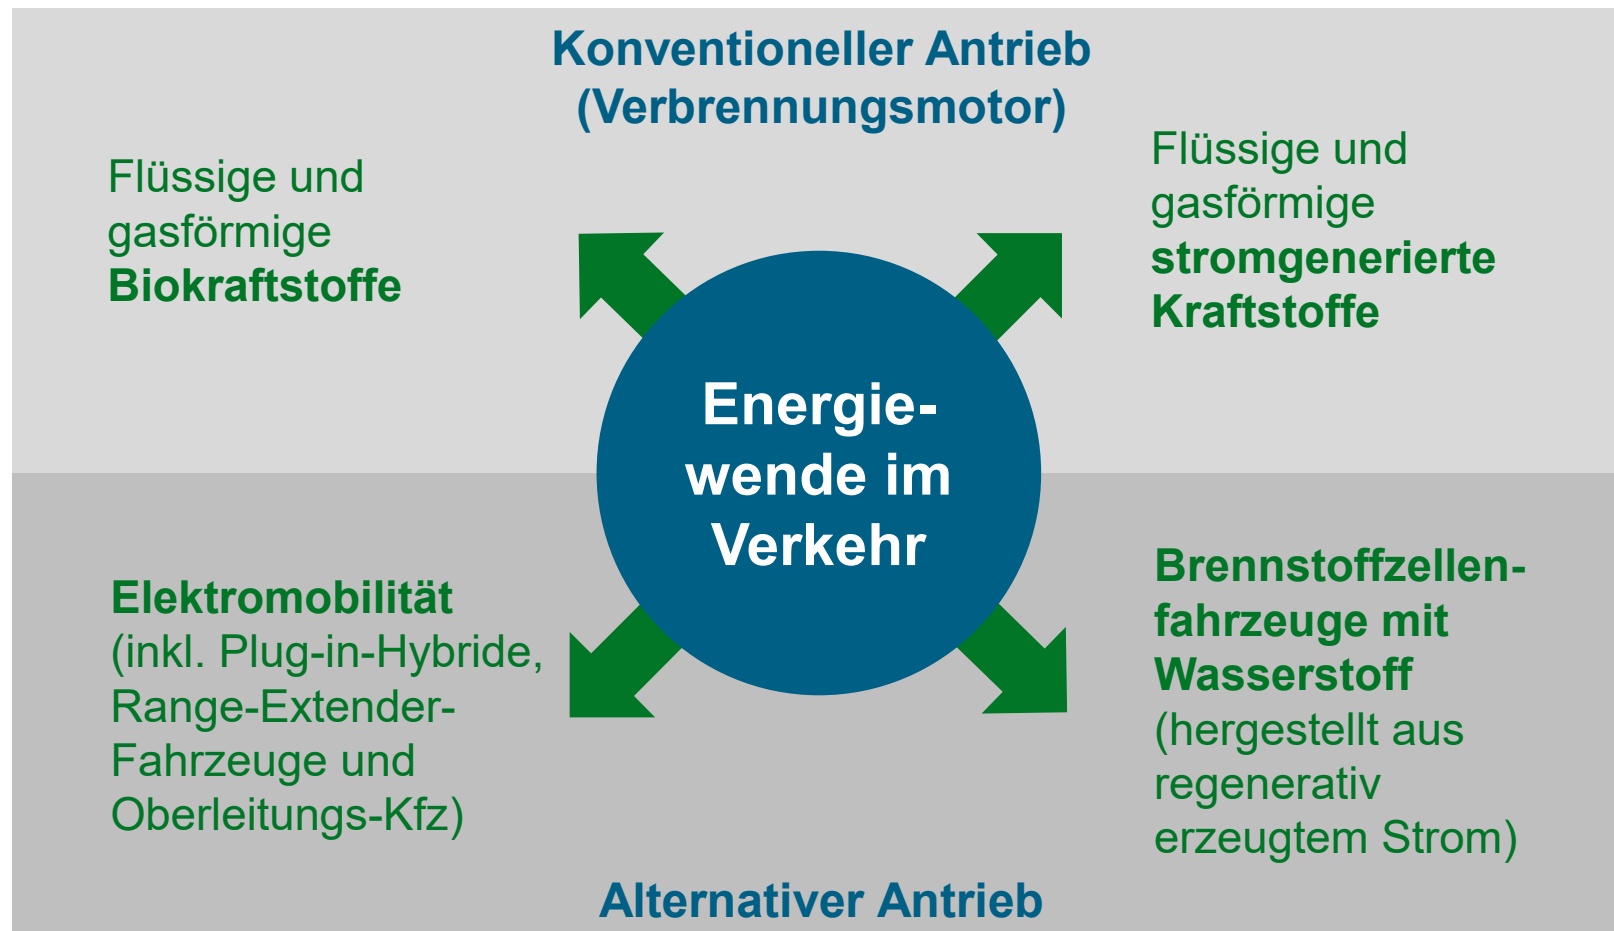 Konventioneller Antrieb
(Verbrennungsmotor)
Flüssige und
gasförmige
Biokraftstoffe
Flüssige und
gasförmige
stromgenerierte
Kraftstoffe
Energie-
wende im
Verkehr
Elektromobilität
(inkl. Plug-in-Hybride,
Range-Extender-
Fahrzeuge und
Oberleitungs-Kfz)
Brennstoffzellen-
fahrzeuge mit
Wasserstoff
(hergestellt aus
regenerativ
erzeugtem Strom)
Alternativer Antrieb